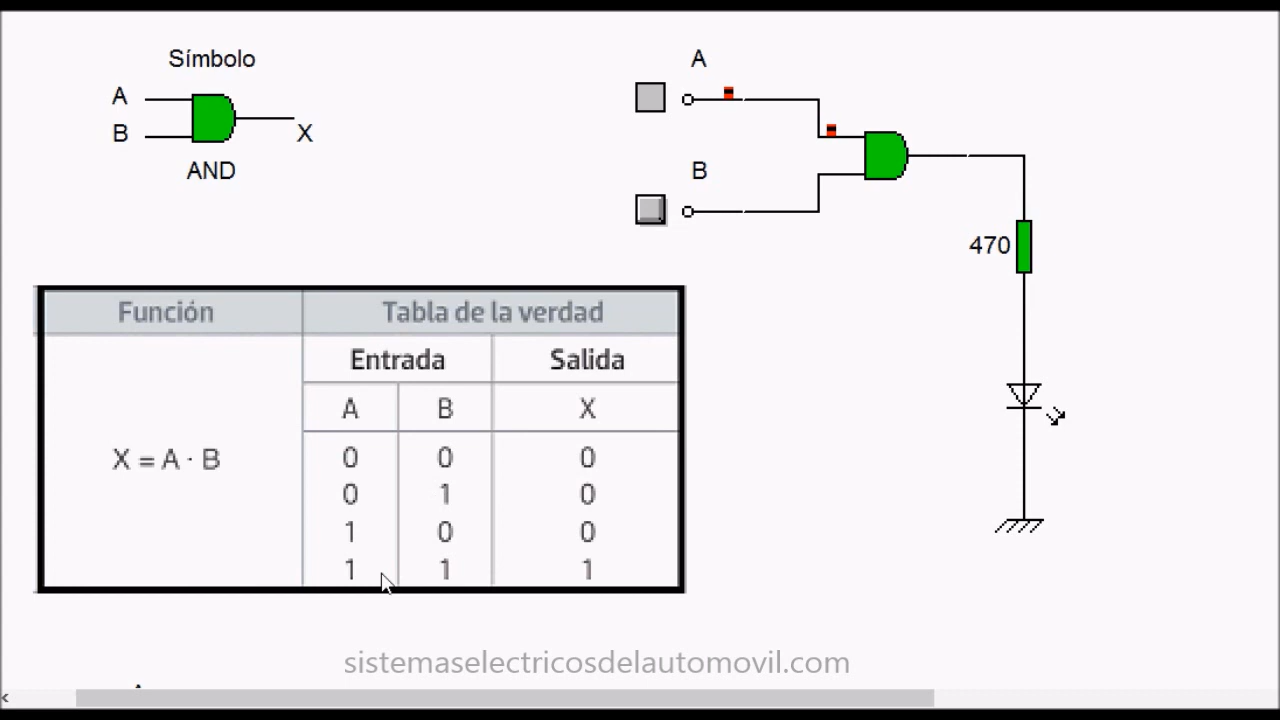 Símbolo
A
B
X
AND
A
B
470
Función Tabla de la verdad
Entrada Salida
A B X
X = A · B
0 0 0
0 1 0
1 0 0
1 1 1
sistemaselectricosdelautomovil.com